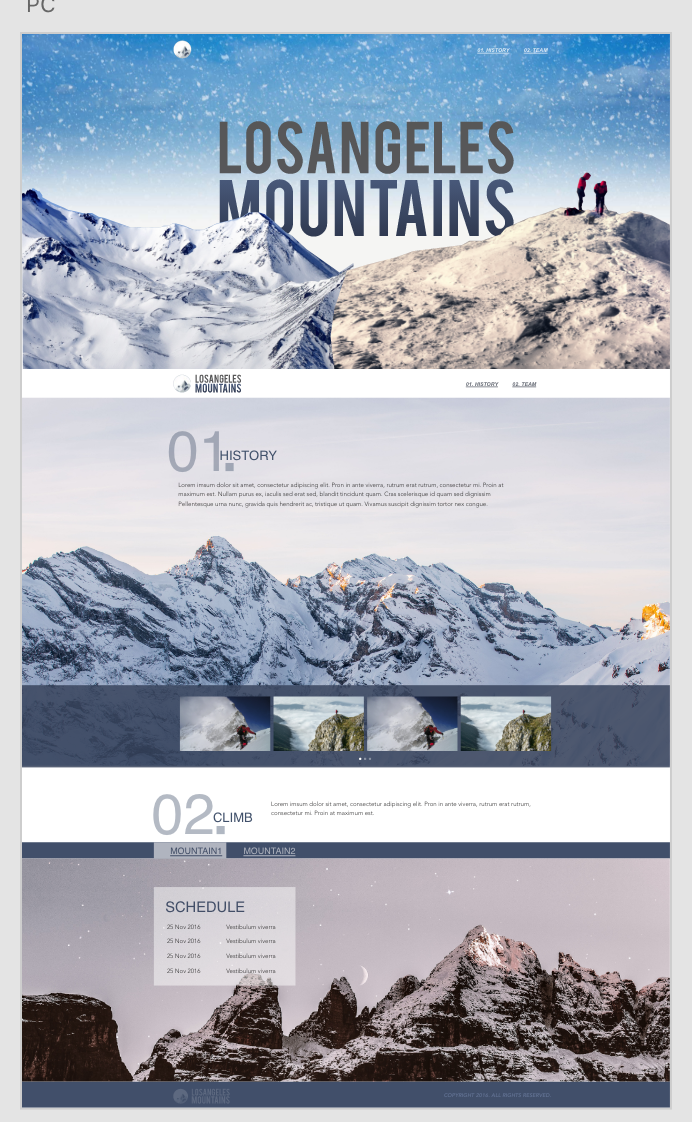 PC
01. HISTORY 02. TEAM
LOSANGELES
MOUNTAINS
LOSANGELES
MOUNTAINS
01. HISTORY 02. TEAM
01. HISTORY
Lorem imsum dolor sit amet, consectetur adipiscing elit. Pron in ante viverra, rutrum erat rutrum, consectetur mi. Proin at
maximum est. Nullam purus ex, iaculis sed erat sed, blandit tincidunt quam. Cras scelerisque id quam sed dignissim
Pellentesque urna nunc, gravida quis hendrerit ac, tristique ut quam. Vivamus suscipit dignissim tortor nex congue.
02. CLIMB
Lorem imsum dolor sit amet, consectetur adipiscing elit. Pron in ante viverra, rutrum erat rutrum,
consectetur mi. Proin at maximum est.
MOUNTAIN1 MOUNTAIN2
SCHEDULE
25 Nov 2016 Vestibulum viverra
25 Nov 2016 Vestibulum viverra
25 Nov 2016 Vestibulum viverra
25 Nov 2016 Vestibulum viverra
LOSANGELES
MOUNTAINS
COPYRIGHT 2016. ALL RIGHTS RESERVED.